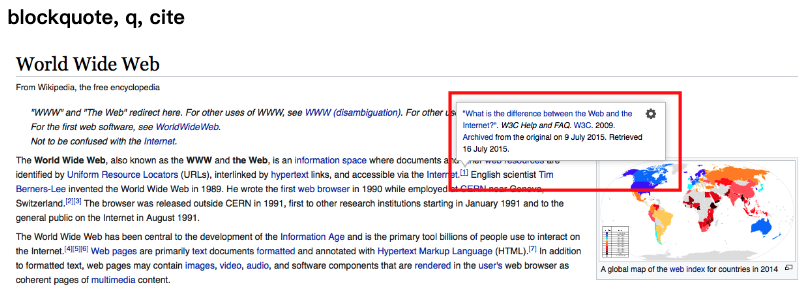 blockquote, q, cite
World Wide Web
From Wikipedia, the free encyclopedia
"WWW" and "The Web" redirect here. For other uses of WWW, see WWW (disambiguation). For other use
For the first web software, see WorldWideWeb.
Not to be confused with the Internet.
"What is the difference between the Web and the
Internet?". W3C Help and FAQ. W3C. 2009.
Archived from the original on 9 July 2015. Retrieved
16 July 2015.
The World Wide Web, also known as the WWW and the Web, is an information space where documents and other web resources are
identified by Uniform Resource Locators (URLs), interlinked by hypertext links, and accessible via the Internet.[1] English scientist Tim
Berners-Lee invented the World Wide Web in 1989. He wrote the first web browser in 1990 while employed at CERN near Geneva,
Switzerland.[2][3] The browser was released outside CERN in 1991, first to other research institutions starting in January 1991 and to the
general public on the Internet in August 1991.
The World Wide Web has been central to the development of the Information Age and is the primary tool billions of people use to interact on
the Internet.[4][5][6] Web pages are primarily text documents formatted and annotated with Hypertext Markup Language (HTML).[7] In addition
to formatted text, web pages may contain images, video, audio, and software components that are rendered in the user's web browser as
coherent pages of multimedia content.
A global map of the web index for countries in 2014